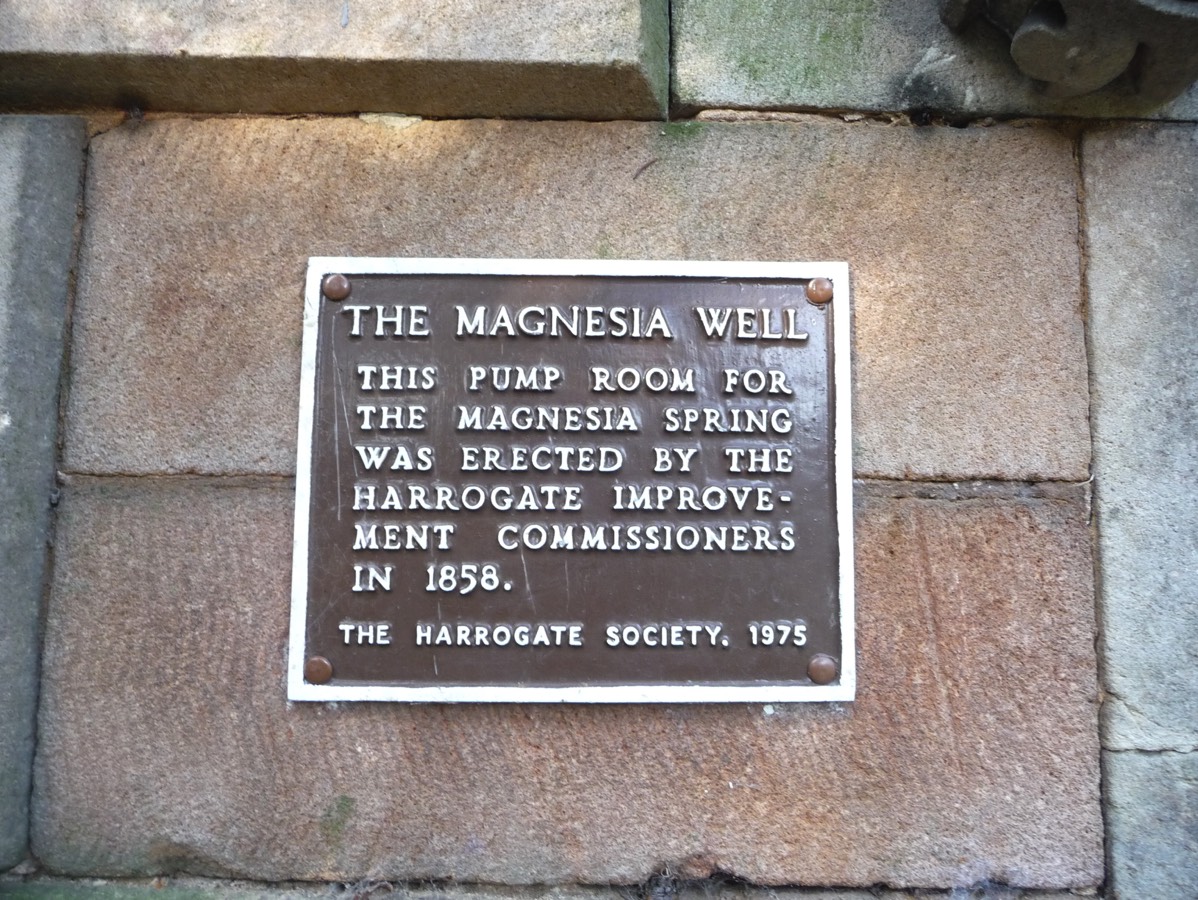 THE MAGNESIA WELL
THIS PUMP ROOM FOR
THE MAGNESIA SPRING
WAS ERECTED BY THE
HARROGATE IMPROVE-
MENT COMMISSIONERS
IN 1858.
THE HARROGATE SOCIETY. 1975